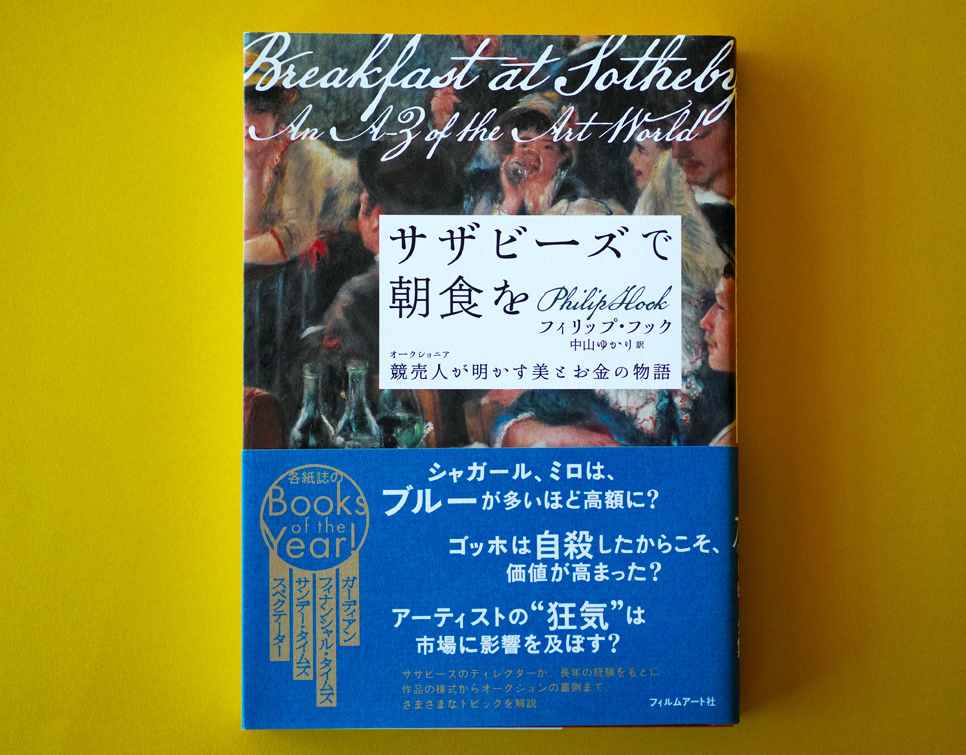 Breakfast at Sotheby
An A-Z of the Art World
サザビーズで
朝食を
Philip Hook
フィリップ・フック
中山ゆかり 訳
オークショニア
競売人が明かす美とお金の物語
各紙誌の
Books
of the
Year!
ガーディアン
フィナンシャル・タイムズ
サンデー・タイムズ
スペクテーター
シャガール、ミロは、
ブルーが多いほど高額に?
ゴッホは自殺したからこそ、
価値が高まった?
アーティストの“狂気”は
市場に影響を及ぼす?
サザビーズのディレクターが、長年の経験をもとに
作品の様式からオークションの裏側まで
さまざまなトピックを解説
フィルムアート社